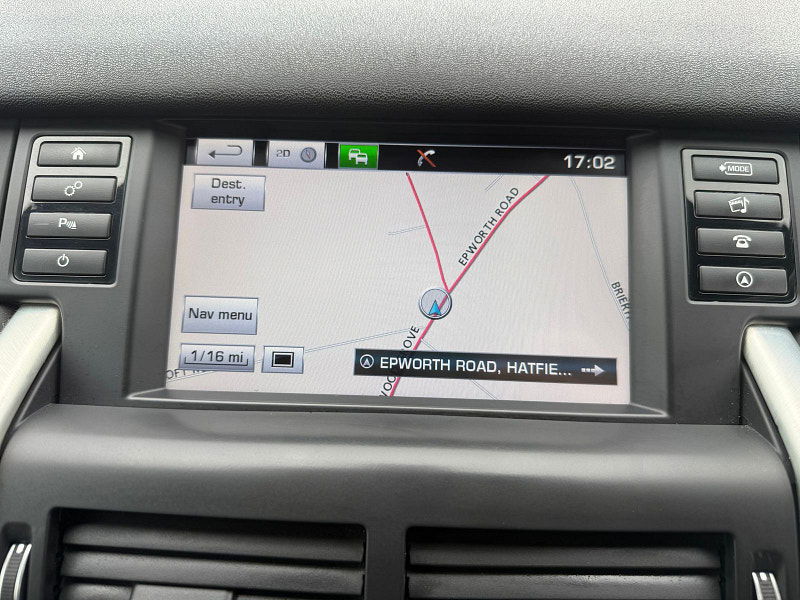 2D
17:02
Dest.
entry
EPWORTH ROAD
Nav menu
1/16 mi
EPWORTH ROAD, HATFIE...
P
MODE